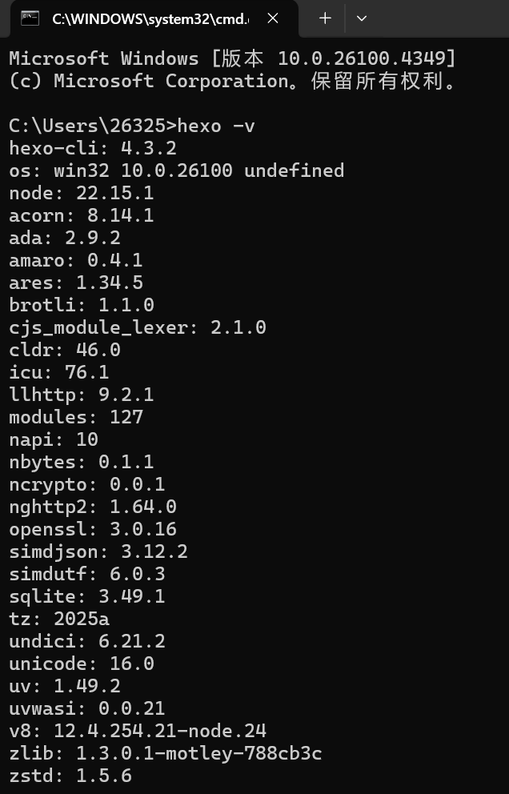 C:\WINDOWS\system32\cmd.
Microsoft Windows [版本 10.0.26100.4349]
(c) Microsoft Corporation。保留所有权利。
C:\Users\26325>hexo -v
hexo-cli: 4.3.2
os: win32 10.0.26100 undefined
node: 22.15.1
acorn: 8.14.1
ada: 2.9.2
amaro: 0.4.1
ares: 1.34.5
brotli: 1.1.0
cjs_module_lexer: 2.1.0
cldr: 46.0
icu: 76.1
llhttp: 9.2.1
modules: 127
napi: 10
nbytes: 0.1.1
ncrypto: 0.0.1
nghttp2: 1.64.0
openssl: 3.0.16
simdjson: 3.12.2
simdutf: 6.0.3
sqlite: 3.49.1
tz: 2025a
undici: 6.21.2
unicode: 16.0
uv: 1.49.2
uvwasi: 0.0.21
v8: 12.4.254.21-node.24
zlib: 1.3.0.1-motley-788cb3c
zstd: 1.5.6